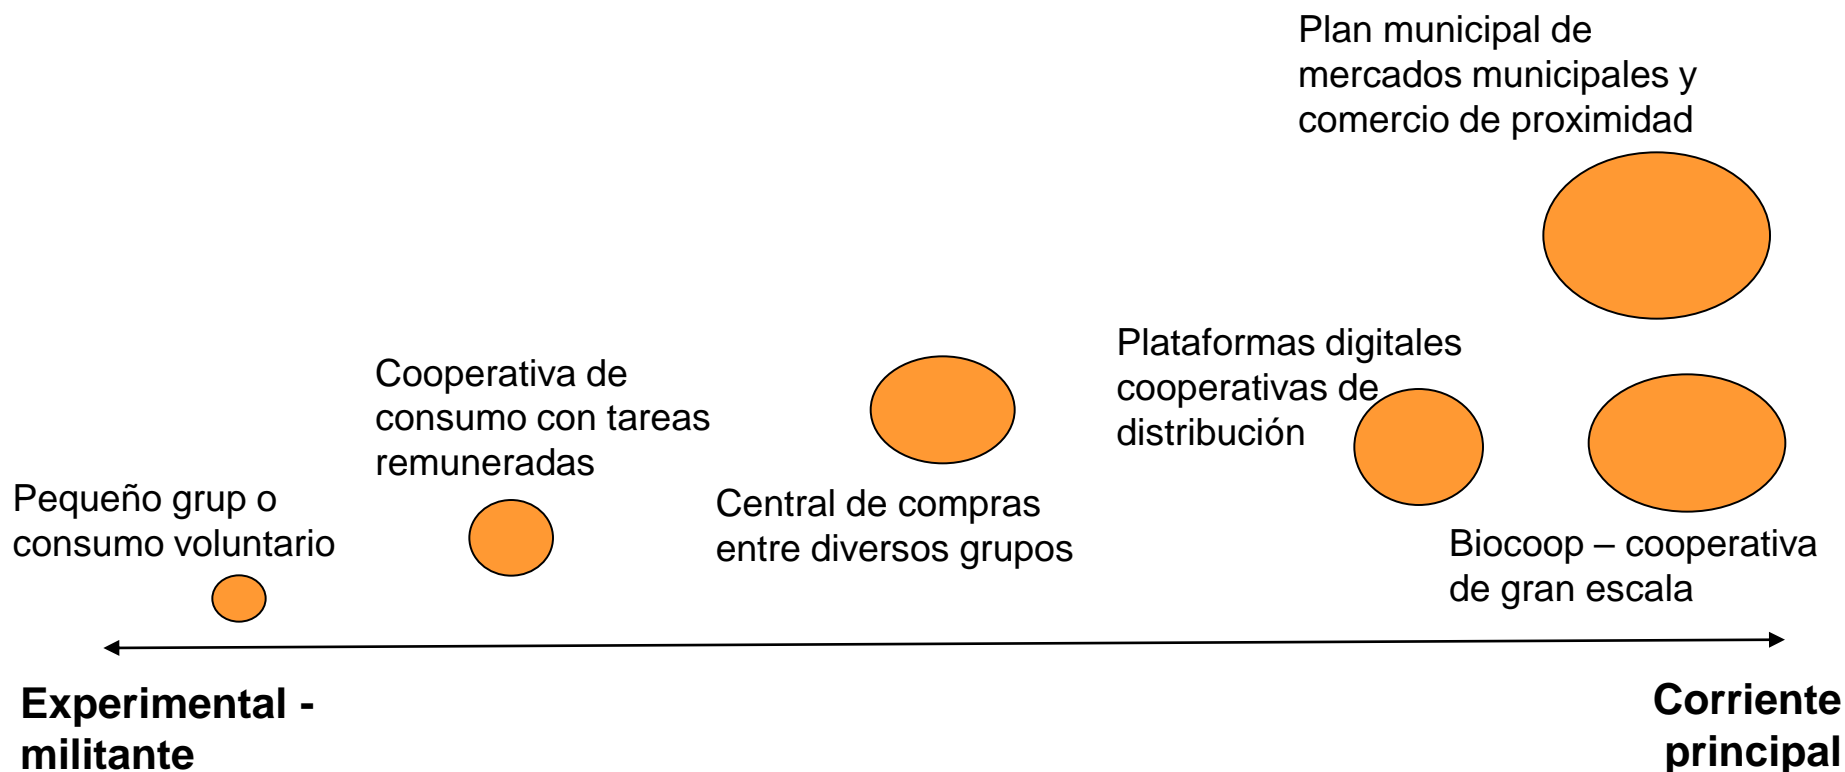 Plan municipal de
mercados municipales y
comercio de proximidad
Plataformas digitales
cooperativas de
distribución
Cooperativa de
consumo con tareas
remuneradas
Pequeño grup o
consumo voluntario
Central de compras
entre diversos grupos
Biocoop – cooperativa
de gran escala
Experimental -
militante
Corriente
principal